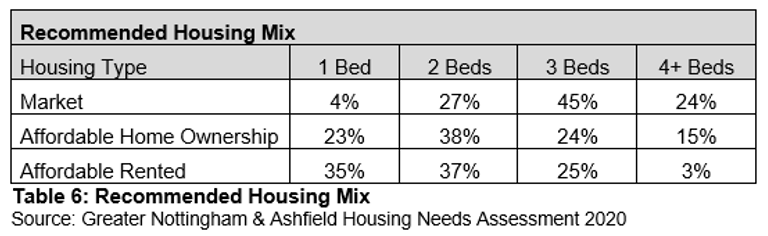 Recommended Housing Mix
Housing Type 1 Bed 2 Beds 3 Beds 4+ Beds
Market 4% 27% 45% 24%
Affordable Home Ownership 23% 38% 24% 15%
Affordable Rented 35% 37% 25% 3%
Table 6: Recommended Housing Mix
Source: Greater Nottingham & Ashfield Housing Needs Assessment 2020